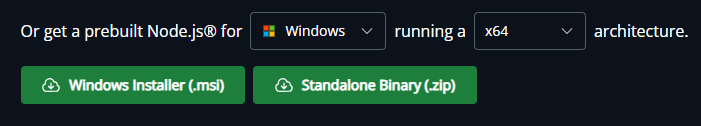 Or get a prebuilt Node.js® for Windows running a x64 architecture.
Windows Installer (.msi) Standalone Binary (.zip)